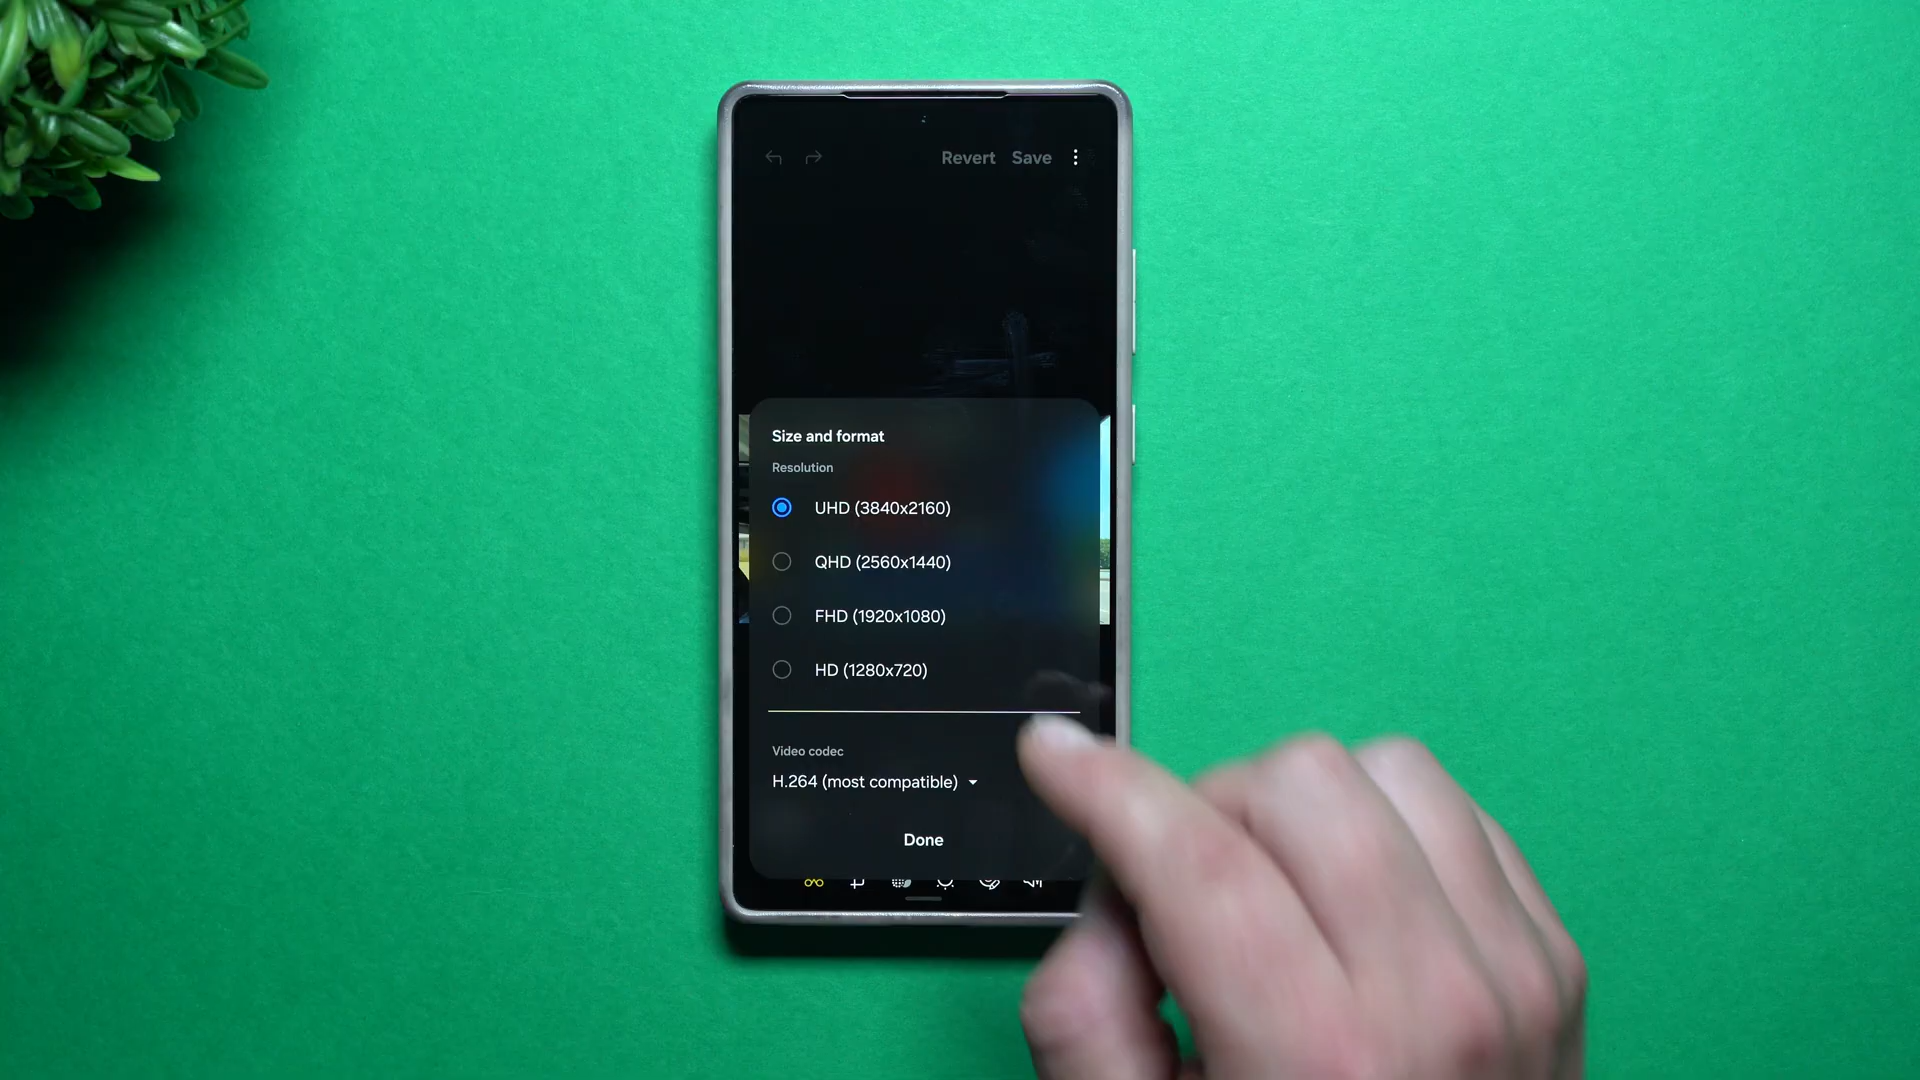 Revert Save
Size and format
Resolution
UHD (3840x2160)
QHD (2560x1440)
FHD (1920x1080)
HD (1280x720)
Video codec
H.264 (most compatible)
Done